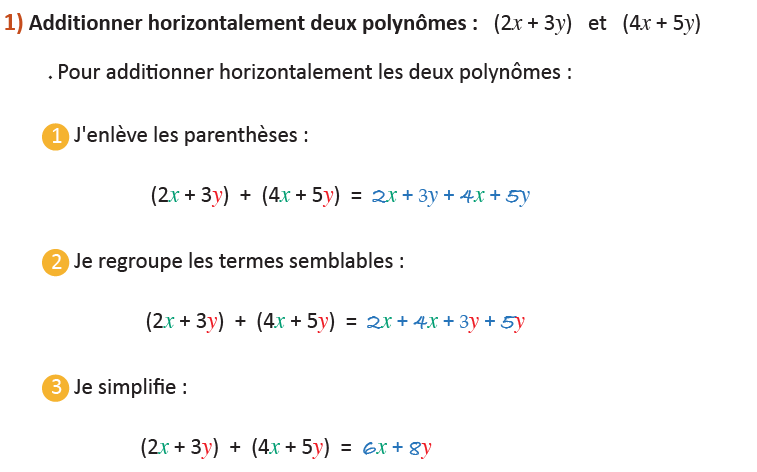 1) Additionner horizontalement deux polynômes : (2x + 3y) et (4x + 5y)
. Pour additionner horizontalement les deux polynômes :
1 J'enlève les parenthèses :
(2x + 3y) + (4x + 5y) = 2x + 3y + 4x + 5y
2 Je regroupe les termes semblables :
(2x + 3y) + (4x + 5y) = 2x + 4x + 3y + 5y
3 Je simplifie :
(2x + 3y) + (4x + 5y) = 6x + 8y